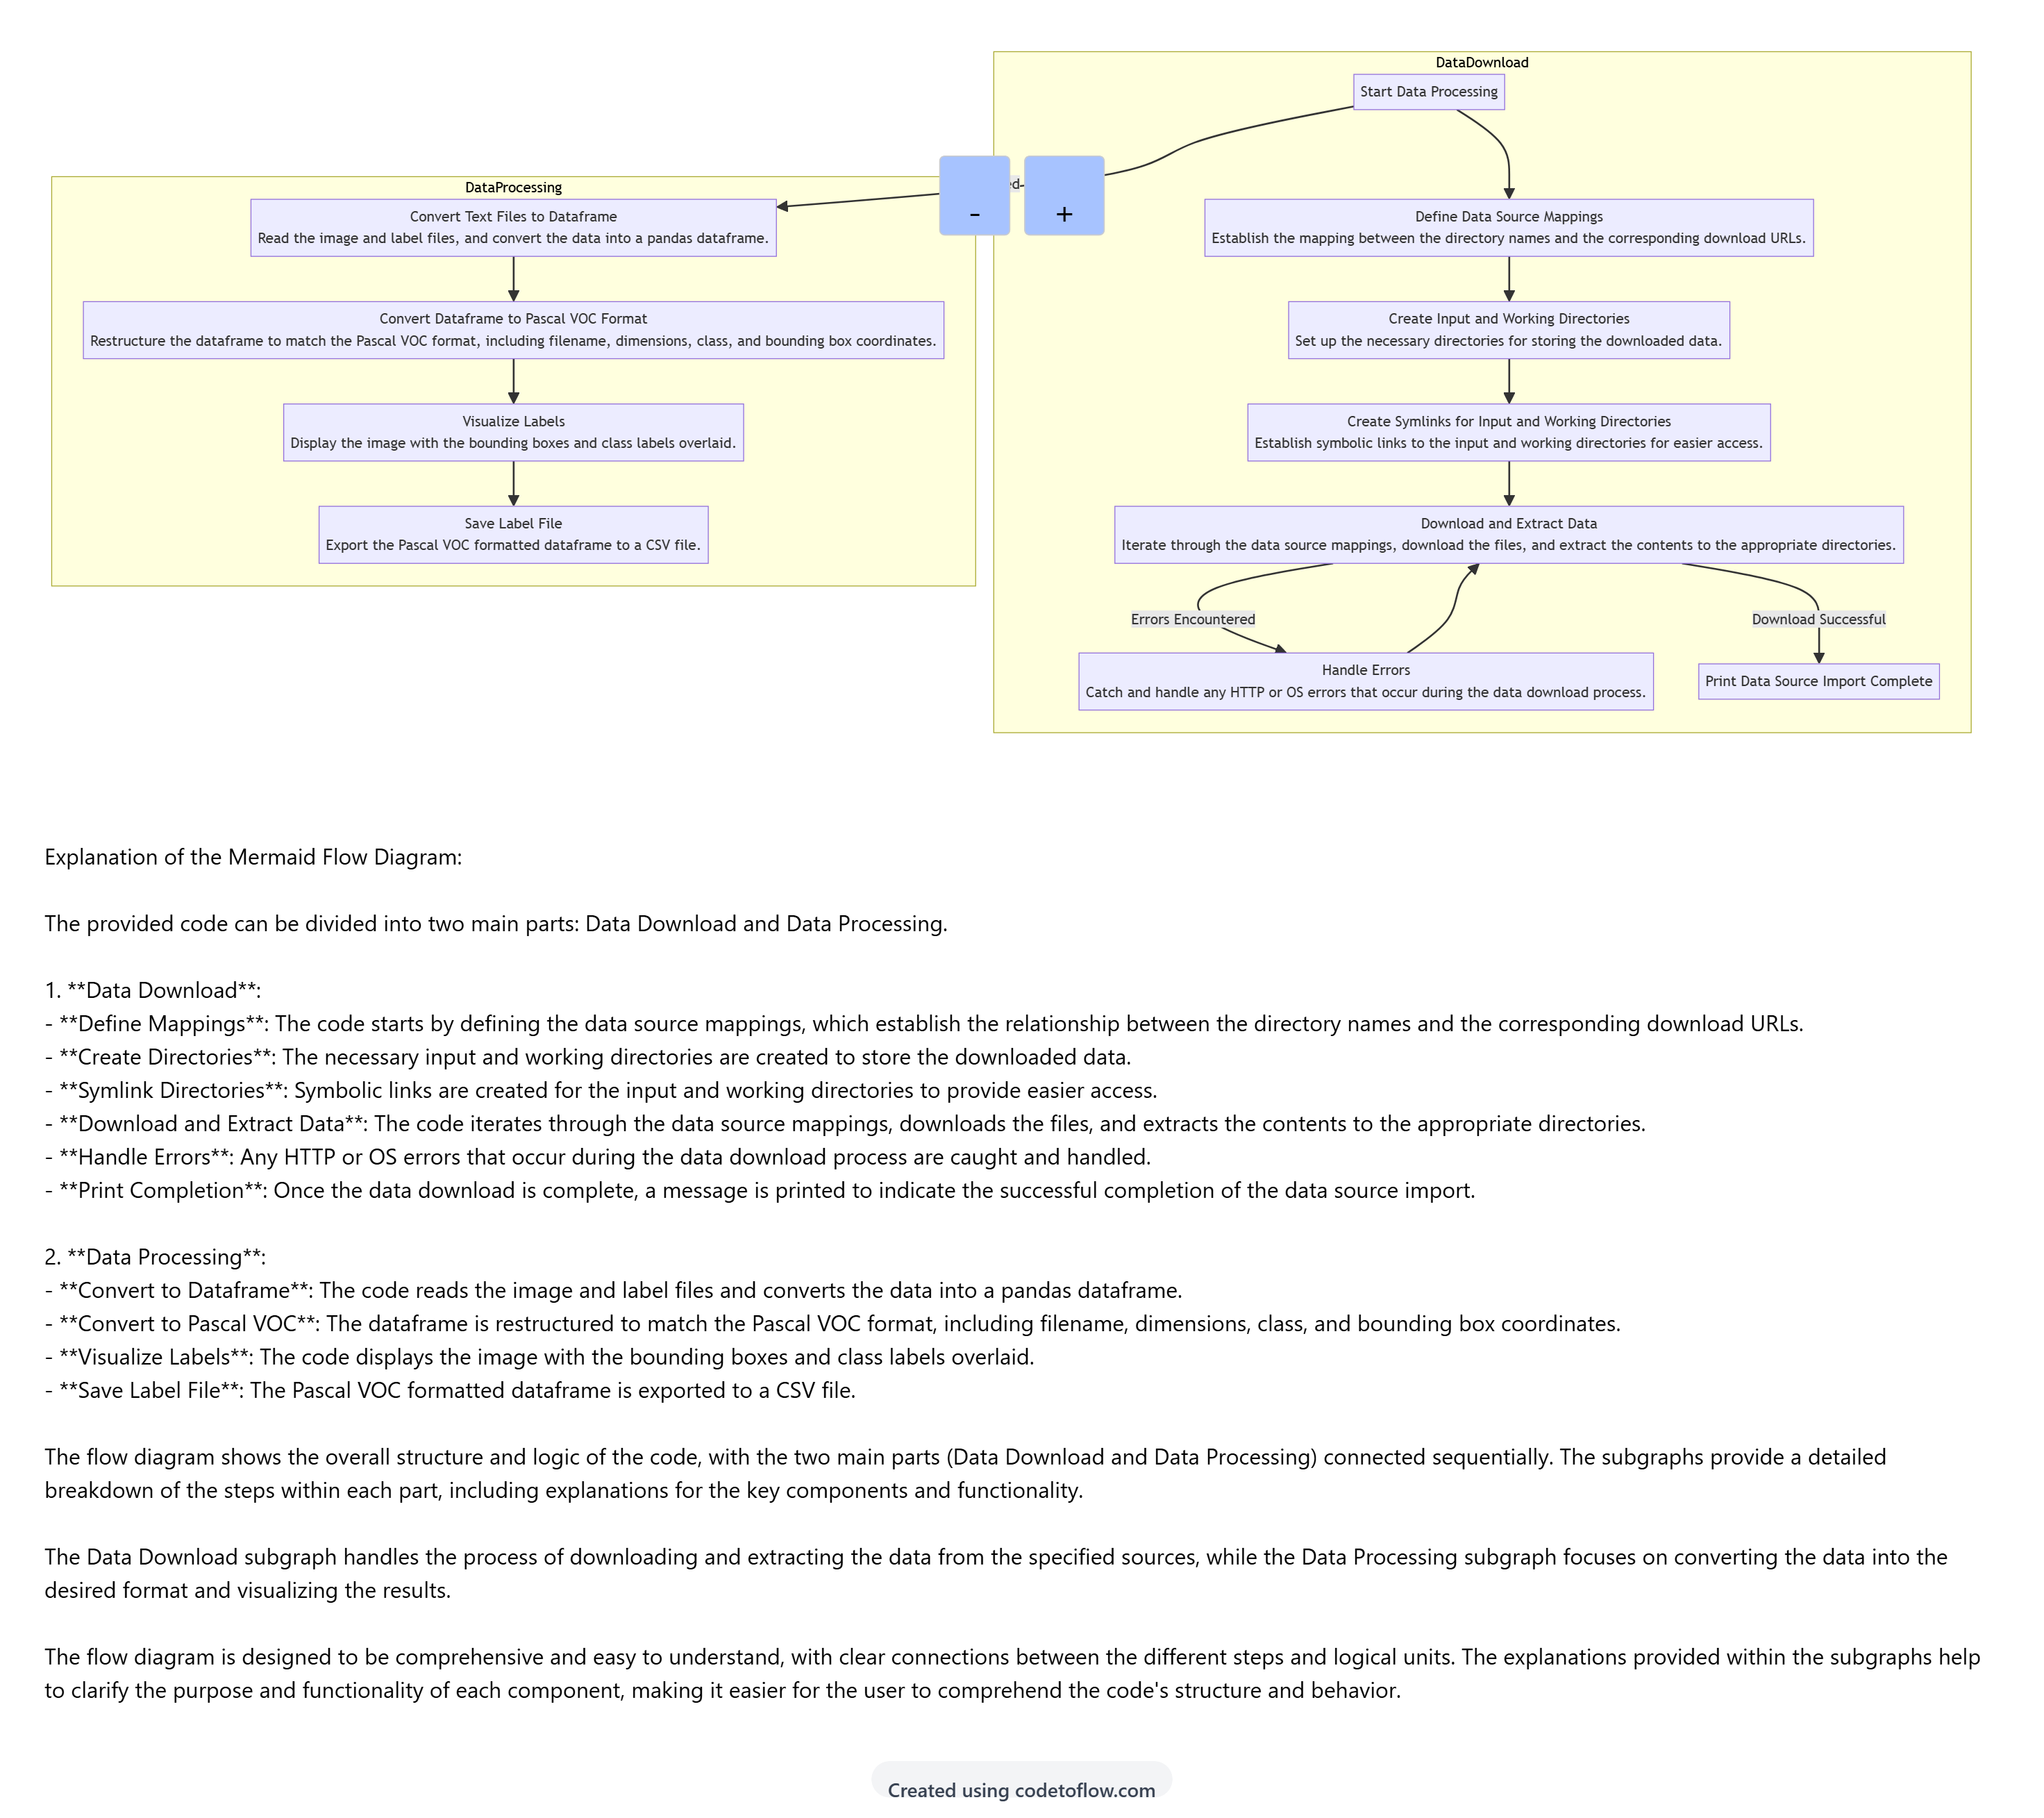 DataDownload
Start Data Processing
DataProcessing
Convert Text Files to Dataframe
Read the image and label files, and convert the data into a pandas dataframe.
-
+
Define Data Source Mappings
Establish the mapping between the directory names and the corresponding download URLs.
Convert Dataframe to Pascal VOC Format
Restructure the dataframe to match the Pascal VOC format, including filename, dimensions, class, and bounding box coordinates.
Create Input and Working Directories
Set up the necessary directories for storing the downloaded data.
Visualize Labels
Display the image with the bounding boxes and class labels overlaid.
Create Symlinks for Input and Working Directories
Establish symbolic links to the input and working directories for easier access.
Save Label File
Export the Pascal VOC formatted dataframe to a CSV file.
Download and Extract Data
Iterate through the data source mappings, download the files, and extract the contents to the appropriate directories.
Errors Encountered
Download Successful
Handle Errors
Catch and handle any HTTP or OS errors that occur during the data download process.
Print Data Source Import Complete
Explanation of the Mermaid Flow Diagram:
The provided code can be divided into two main parts: Data Download and Data Processing.
1. **Data Download**:
- **Define Mappings**: The code starts by defining the data source mappings, which establish the relationship between the directory names and the corresponding download URLs.
- **Create Directories**: The necessary input and working directories are created to store the downloaded data.
- **Symlink Directories**: Symbolic links are created for the input and working directories to provide easier access.
- **Download and Extract Data**: The code iterates through the data source mappings, downloads the files, and extracts the contents to the appropriate directories.
- **Handle Errors**: Any HTTP or OS errors that occur during the data download process are caught and handled.
- **Print Completion**: Once the data download is complete, a message is printed to indicate the successful completion of the data source import.
2. **Data Processing**:
- **Convert to Dataframe**: The code reads the image and label files and converts the data into a pandas dataframe.
- **Convert to Pascal VOC**: The dataframe is restructured to match the Pascal VOC format, including filename, dimensions, class, and bounding box coordinates.
- **Visualize Labels**: The code displays the image with the bounding boxes and class labels overlaid.
- **Save Label File**: The Pascal VOC formatted dataframe is exported to a CSV file.
The flow diagram shows the overall structure and logic of the code, with the two main parts (Data Download and Data Processing) connected sequentially. The subgraphs provide a detailed
breakdown of the steps within each part, including explanations for the key components and functionality.
The Data Download subgraph handles the process of downloading and extracting the data from the specified sources, while the Data Processing subgraph focuses on converting the data into the
desired format and visualizing the results.
The flow diagram is designed to be comprehensive and easy to understand, with clear connections between the different steps and logical units. The explanations provided within the subgraphs help
to clarify the purpose and functionality of each component, making it easier for the user to comprehend the code's structure and behavior.
Created using codetoflow.com